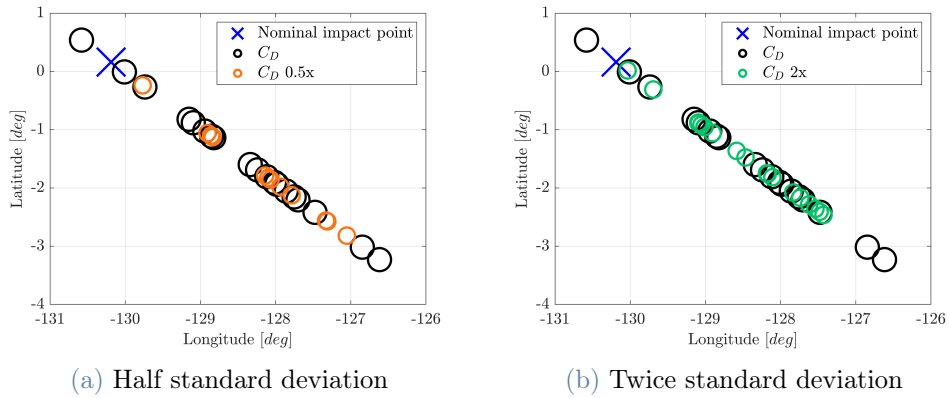 1
0
-1
-2
-3
-4
Latitude [deg]
-131 -130 -129 -128 -127 -126
Longitude [deg]
Nominal impact point
C_D
C_D 0.5x
(a) Half standard deviation
1
0
-1
-2
-3
-4
Latitude [deg]
-131 -130 -129 -128 -127 -126
Longitude [deg]
Nominal impact point
C_D
C_D 2x
(b) Twice standard deviation